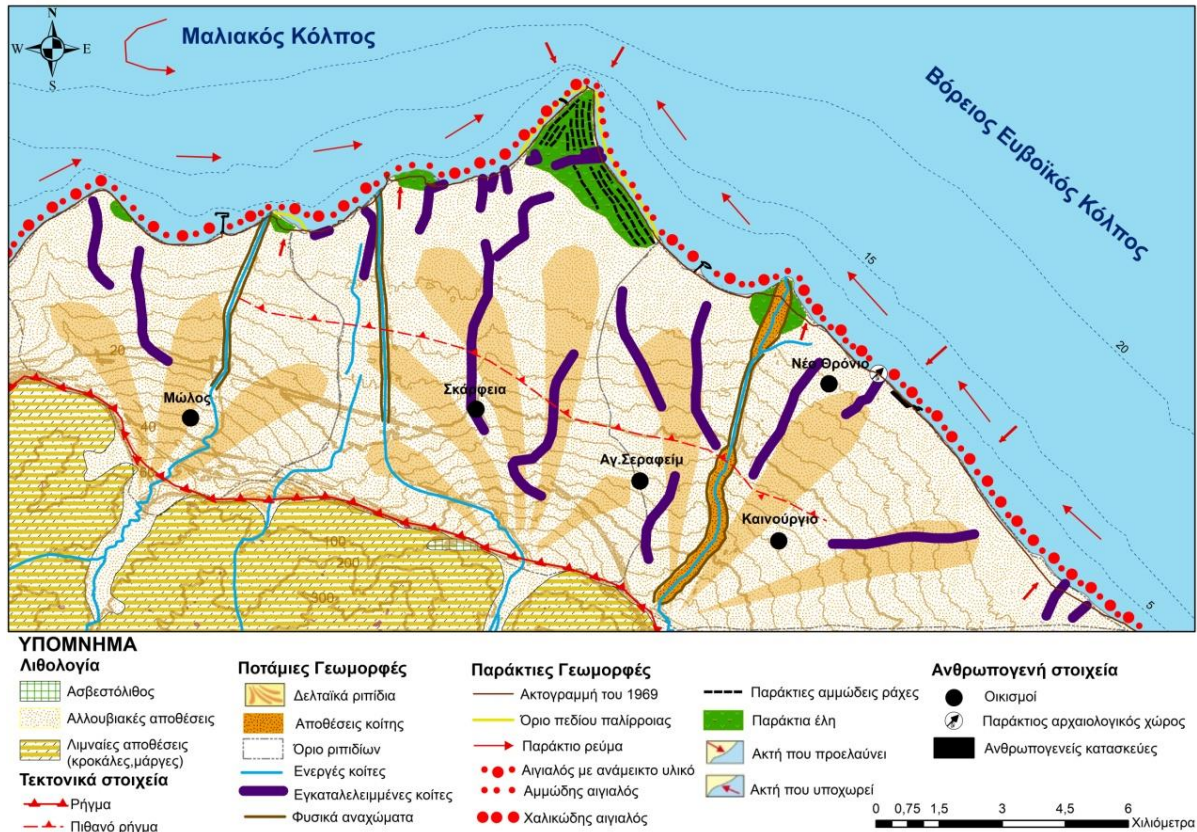 N
W E
S
Μαλιακός Κόλπος
Βόρειος Ευβοϊκός Κόλπος
15
20
5
20
40
60
100
200
300
Μώλος
Σκάρφεια
Αγ.Σεραφείμ
Νέο Θρόνιο
Καινούργιο
ΥΠΟΜΝΗΜΑ
Λιθολογία
Ασβεστόλιθος
Αλλουβιακές αποθέσεις
Λιμναίες αποθέσεις
(κροκάλες,μάργες)
Τεκτονικά στοιχεία
Ρήγμα
Πιθανό ρήγμα
Ποτάμιες Γεωμορφές
Δελταϊκά ριπίδια
Αποθέσεις κοίτης
Όριο ριπιδίων
Ενεργές κοίτες
Εγκαταλελειμμένες κοίτες
Φυσικά αναχώματα
Παράκτιες Γεωμορφές
Ακτογραμμή του 1969
Όριο πεδίου παλίρροιας
Παράκτιο ρεύμα
Αιγιαλός με ανάμεικτο υλικό
Αμμώδης αιγιαλός
Χαλικώδης αιγιαλός
Παράκτιες αμμώδεις ράχες
Παράκτια έλη
Ακτή που προελαύνει
Ακτή που υποχωρεί
Ανθρωπογενή στοιχεία
Οικισμοί
Παράκτιος αρχαιολογικός χώρος
Ανθρωπογενείς κατασκευές
0 0,75 1,5 3 4,5 6
Χιλιόμετρα